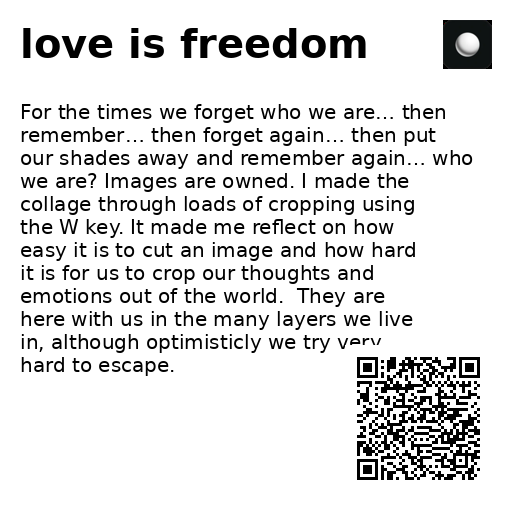 love is freedom
For the times we forget who we are... then
remember... then forget again... then put
our shades away and remember again... who
we are? Images are owned. I made the
collage through loads of cropping using
the W key. It made me reflect on how
easy it is to cut an image and how hard
it is for us to crop our thoughts and
emotions out of the world.  They are
here with us in the many layers we live
in, although optimisticly we try very
hard to escape.